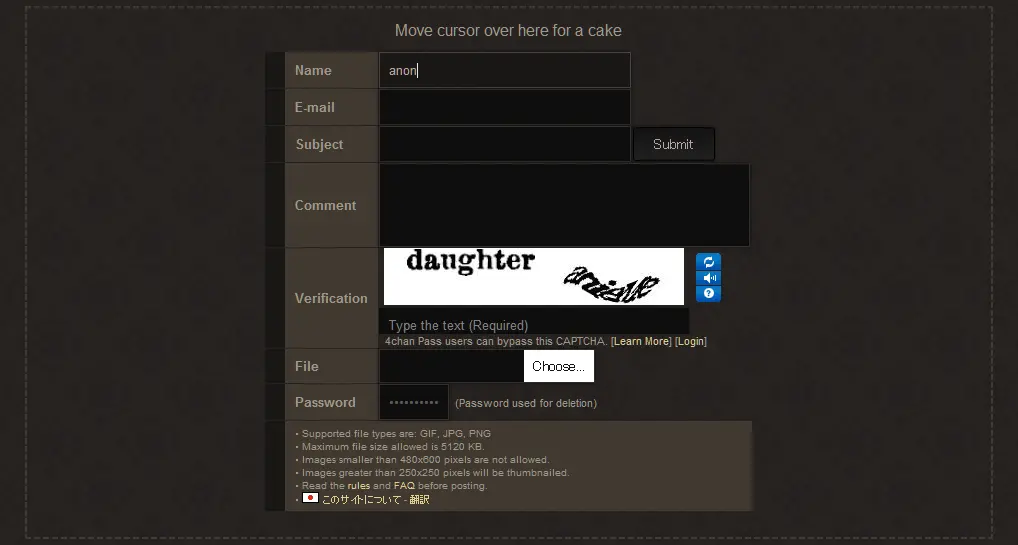 Move cursor over here for a cake
Name
anon
E-mail
Subject
Submit
Comment
Verification
daughter
Type the text (Required)
4chan Pass users can bypass this CAPTCHA. [Learn More] [Login]
File
Choose...
Password
•••••••••• (Password used for deletion)
• Supported file types are: GIF, JPG, PNG
• Maximum file size allowed is 5120 KB.
• Images smaller than 480x600 pixels are not allowed.
• Images greater than 250x250 pixels will be thumbnailed.
• Read the rules and FAQ before posting.
• このサイトについて - 翻訳